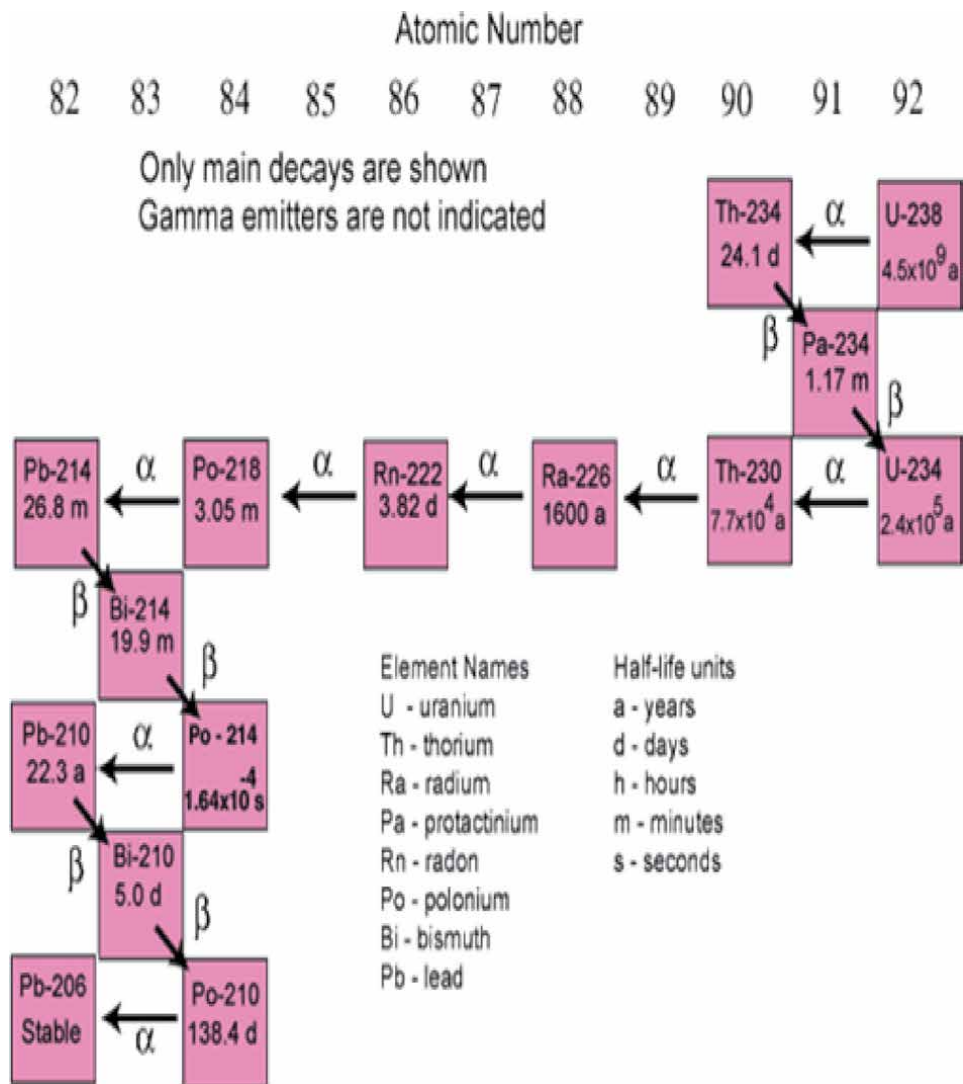 Atomic Number
82 83 84 85 86 87 88 89 90 91 92
Only main decays are shown
Gamma emitters are not indicated
Th-234
24.1 d
α
U-238
4.5x10⁹ a
β
Pa-234
1.17 m
β
Pb-214
26.8 m
α
Po-218
3.05 m
α
Rn-222
3.82 d
α
Ra-226
1600 a
α
Th-230
7.7x10⁴ a
α
U-234
2.4x10⁵ a
β
Bi-214
19.9 m
β
Pb-210
22.3 a
α
Po - 214
1.64x10⁻⁴ s
β
Bi-210
5.0 d
β
Pb-206
Stable
α
Po-210
138.4 d
Element Names
U - uranium
Th - thorium
Ra - radium
Pa - protactinium
Rn - radon
Po - polonium
Bi - bismuth
Pb - lead
Half-life units
a - years
d - days
h - hours
m - minutes
s - seconds